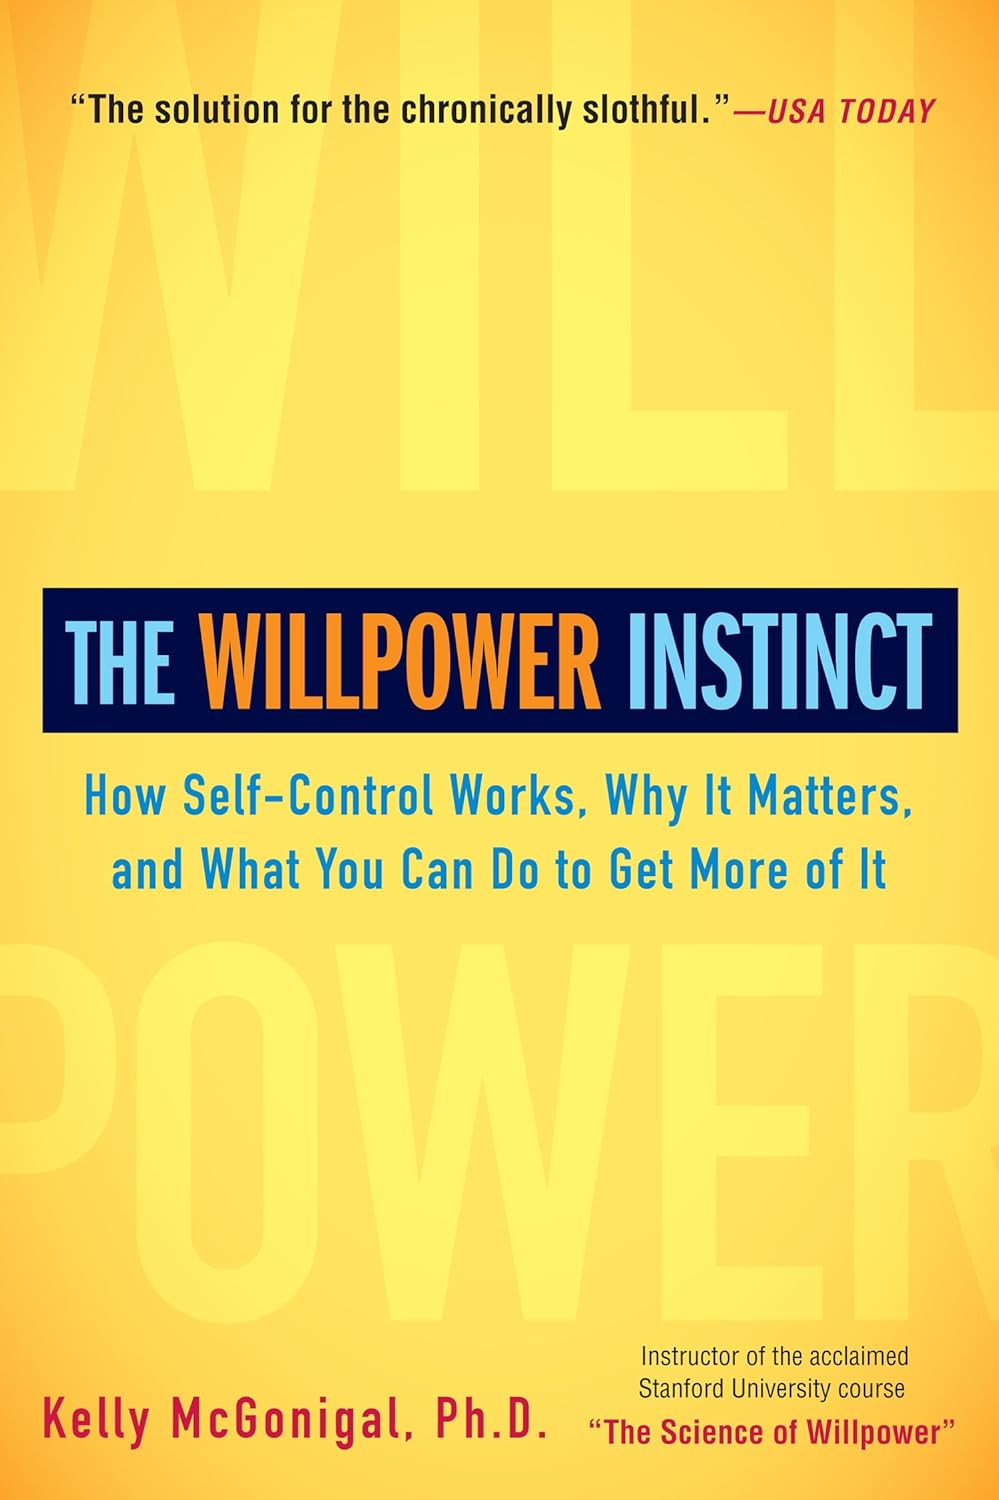 WILL
“The solution for the chronically slothful.”—USA TODAY
THE WILLPOWER INSTINCT
How Self-Control Works, Why It Matters,
and What You Can Do to Get More of It
POWER
Kelly McGonigal, Ph.D.
Instructor of the acclaimed
Stanford University course
“The Science of Willpower”